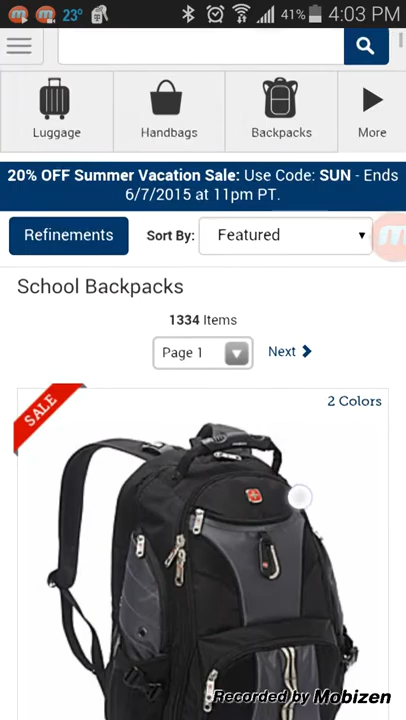 23°
41%
4:03 PM
Luggage
Handbags
Backpacks
More
20% OFF Summer Vacation Sale: Use Code: SUN - Ends
6/7/2015 at 11pm PT.
Refinements
Sort By:
Featured
School Backpacks
1334 Items
Page 1
Next
2 Colors
SALE
Recorded by Mobizen